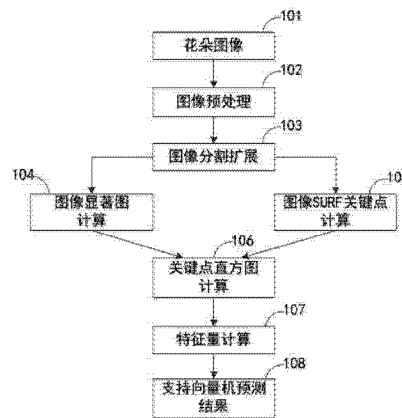 101
花朵图像
102
图像预处理
103
图像分割扩展
104
图像显著图
计算
10
图像SURF关键点
计算
106
关键点直方图
计算
107
特征量计算
108
支持向量机预测
结果